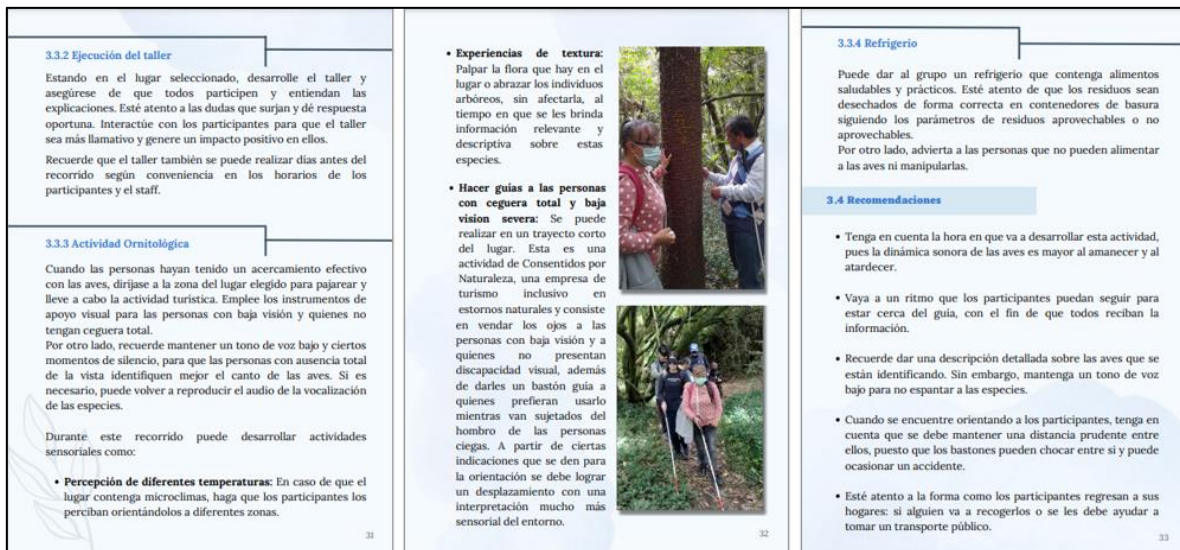 3.3.2 Ejecución del taller
Estando en el lugar seleccionado, desarrolle el taller y
asegúrese de que todos participen y entiendan las
explicaciones. Esté atento a las dudas que surjan y dé respuesta
oportuna. Interactúe con los participantes para que el taller
sea más llamativo y genere un impacto positivo en ellos.
Recuerde que el taller también se puede realizar días antes del
recorrido según conveniencia en los horarios de los
participantes y el staff.
3.3.3 Actividad Ornitológica
Cuando las personas hayan tenido un acercamiento efectivo
con las aves, diríjase a la zona del lugar elegido para pajarear y
lleve a cabo la actividad turística. Emplee los instrumentos de
apoyo visual para las personas con baja visión y quienes no
tengan ceguera total.
Por otro lado, recuerde mantener un tono de voz bajo y ciertos
momentos de silencio, para que las personas con ausencia total
de la vista identifiquen mejor el canto de las aves. Si es
necesario, puede volver a reproducir el audio de la vocalización
de las especies.
Durante este recorrido puede desarrollar actividades
sensoriales como:
• Percepción de diferentes temperaturas: En caso de que el
lugar contenga microclimas, haga que los participantes los
perciban orientándolos a diferentes zonas.
31
• Experiencias de textura:
Palpar la flora que hay en el
lugar o abrazar los individuos
arbóreos, sin afectarla, al
tiempo en que se les brinda
información relevante y
descriptiva sobre estas
especies.
• Hacer guías a las personas
con ceguera total y baja
vision severa: Se puede
realizar en un trayecto corto
del lugar. Esta es una
actividad de Consentidos por
Naturaleza, una empresa de
turismo inclusivo en
estornos naturales y consiste
en vendar los ojos a las
personas con baja visión y a
quienes no presentan
discapacidad visual, además
de darles un bastón guía a
quienes prefieran usarlo
mientras van sujetados del
hombro de las personas
ciegas. A partir de ciertas
indicaciones que se den para
la orientación se debe lograr
un desplazamiento con una
interpretación mucho más
sensorial del entorno.
32
3.3.4 Refrigerio
Puede dar al grupo un refrigerio que contenga alimentos
saludables y prácticos. Esté atento de que los residuos sean
desechados de forma correcta en contenedores de basura
siguiendo los parámetros de residuos aprovechables o no
aprovechables.
Por otro lado, advierta a las personas que no pueden alimentar
a las aves ni manipularlas.
3.4 Recomendaciones
• Tenga en cuenta la hora en que va a desarrollar esta actividad,
pues la dinámica sonora de las aves es mayor al amanecer y al
atardecer.
• Vaya a un ritmo que los participantes puedan seguir para
estar cerca del guía, con el fin de que todos reciban la
información.
• Recuerde dar una descripción detallada sobre las aves que se
están identificando. Sin embargo, mantenga un tono de voz
bajo para no espantar a las especies.
• Cuando se encuentre orientando a los participantes, tenga en
cuenta que se debe mantener una distancia prudente entre
ellos, puesto que los bastones pueden chocar entre si y puede
ocasionar un accidente.
• Esté atento a la forma como los participantes regresan a sus
hogares: si alguien va a recogerlos o se les debe ayudar a
tomar un transporte público.
33